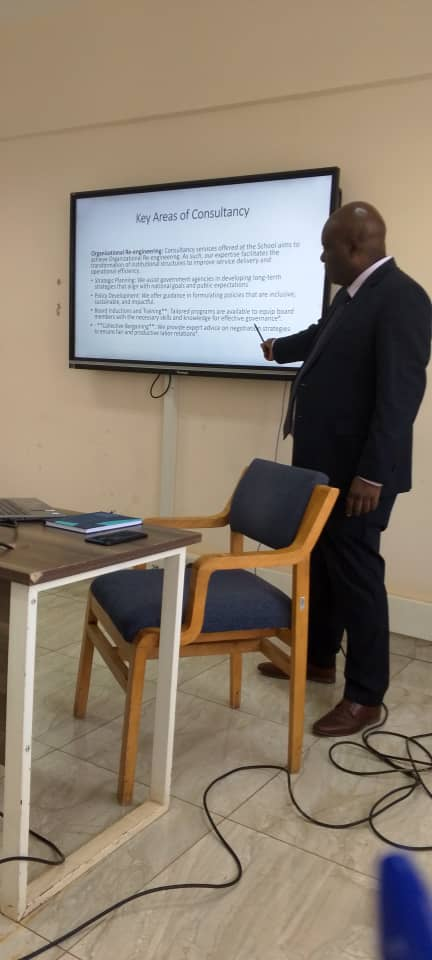 Key Areas of Consultancy
Organizational Re-engineering: Consultancy services offered at the School aims to
achieve Organizational Re-engineering. As such, our expertise facilitates the
transformation of institutional structures to improve service delivery and
operational efficiency.
• Strategic Planning: We assist government agencies in developing long-term
strategies that align with national goals and public expectations
• Policy Development: We offer guidance in formulating policies that are inclusive,
sustainable, and impactful.
• Board Inductions and Training**: Tailored programs are available to equip board
members with the necessary skills and knowledge for effective governance*.
• **Collective Bargaining**: We provide expert advice on negotiation strategies
to ensure fair and productive labor relations*.